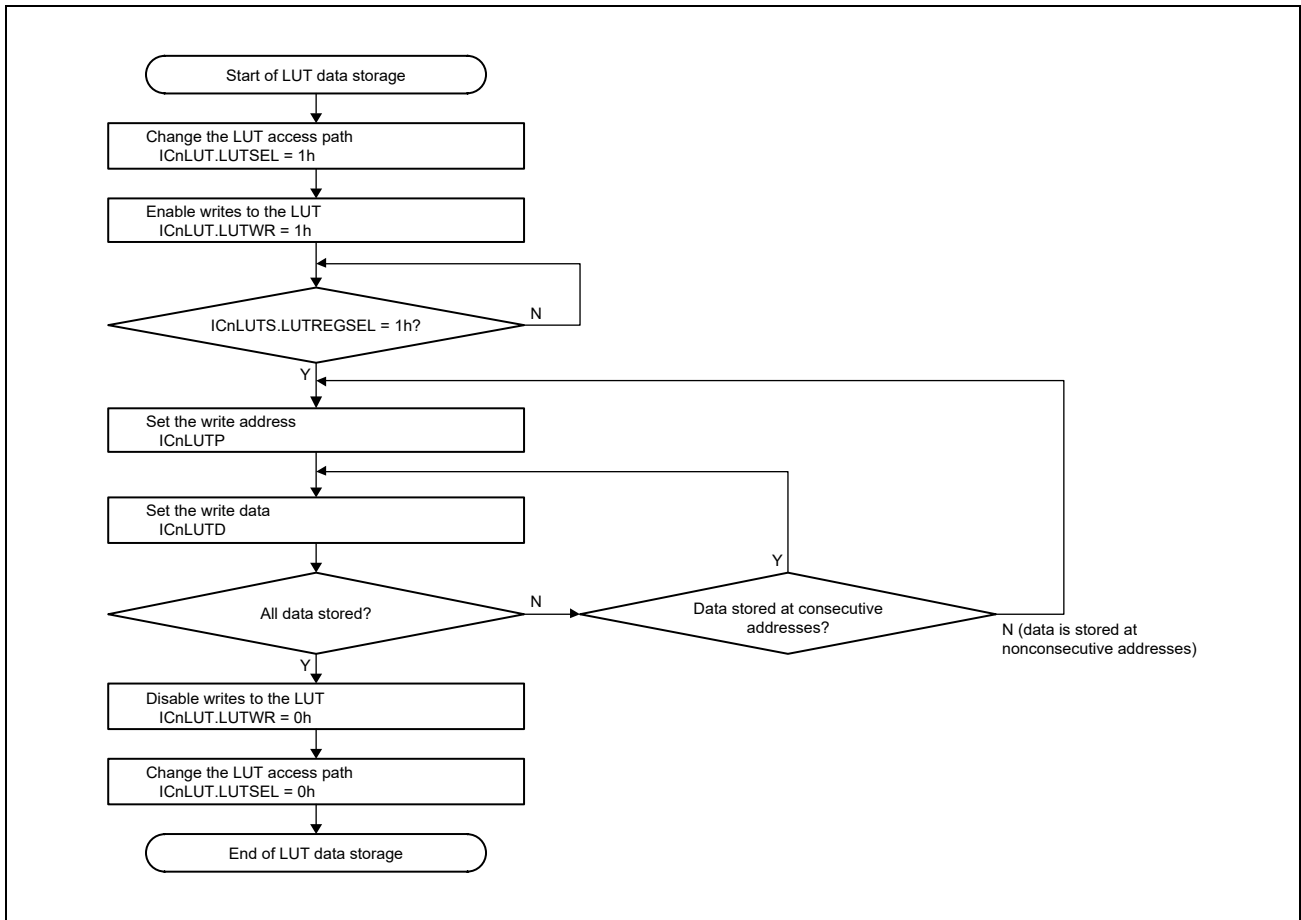 Start of LUT data storage
Change the LUT access path
ICnLUT.LUTSEL = 1h
Enable writes to the LUT
ICnLUT.LUTWR = 1h
N
ICnLUTS.LUTREGSEL = 1h?
Y
Set the write address
ICnLUTP
Set the write data
ICnLUTD
Y
N
All data stored?
Data stored at consecutive
addresses?
N (data is stored at
nonconsecutive addresses)
Y
Disable writes to the LUT
ICnLUT.LUTWR = 0h
Change the LUT access path
ICnLUT.LUTSEL = 0h
End of LUT data storage